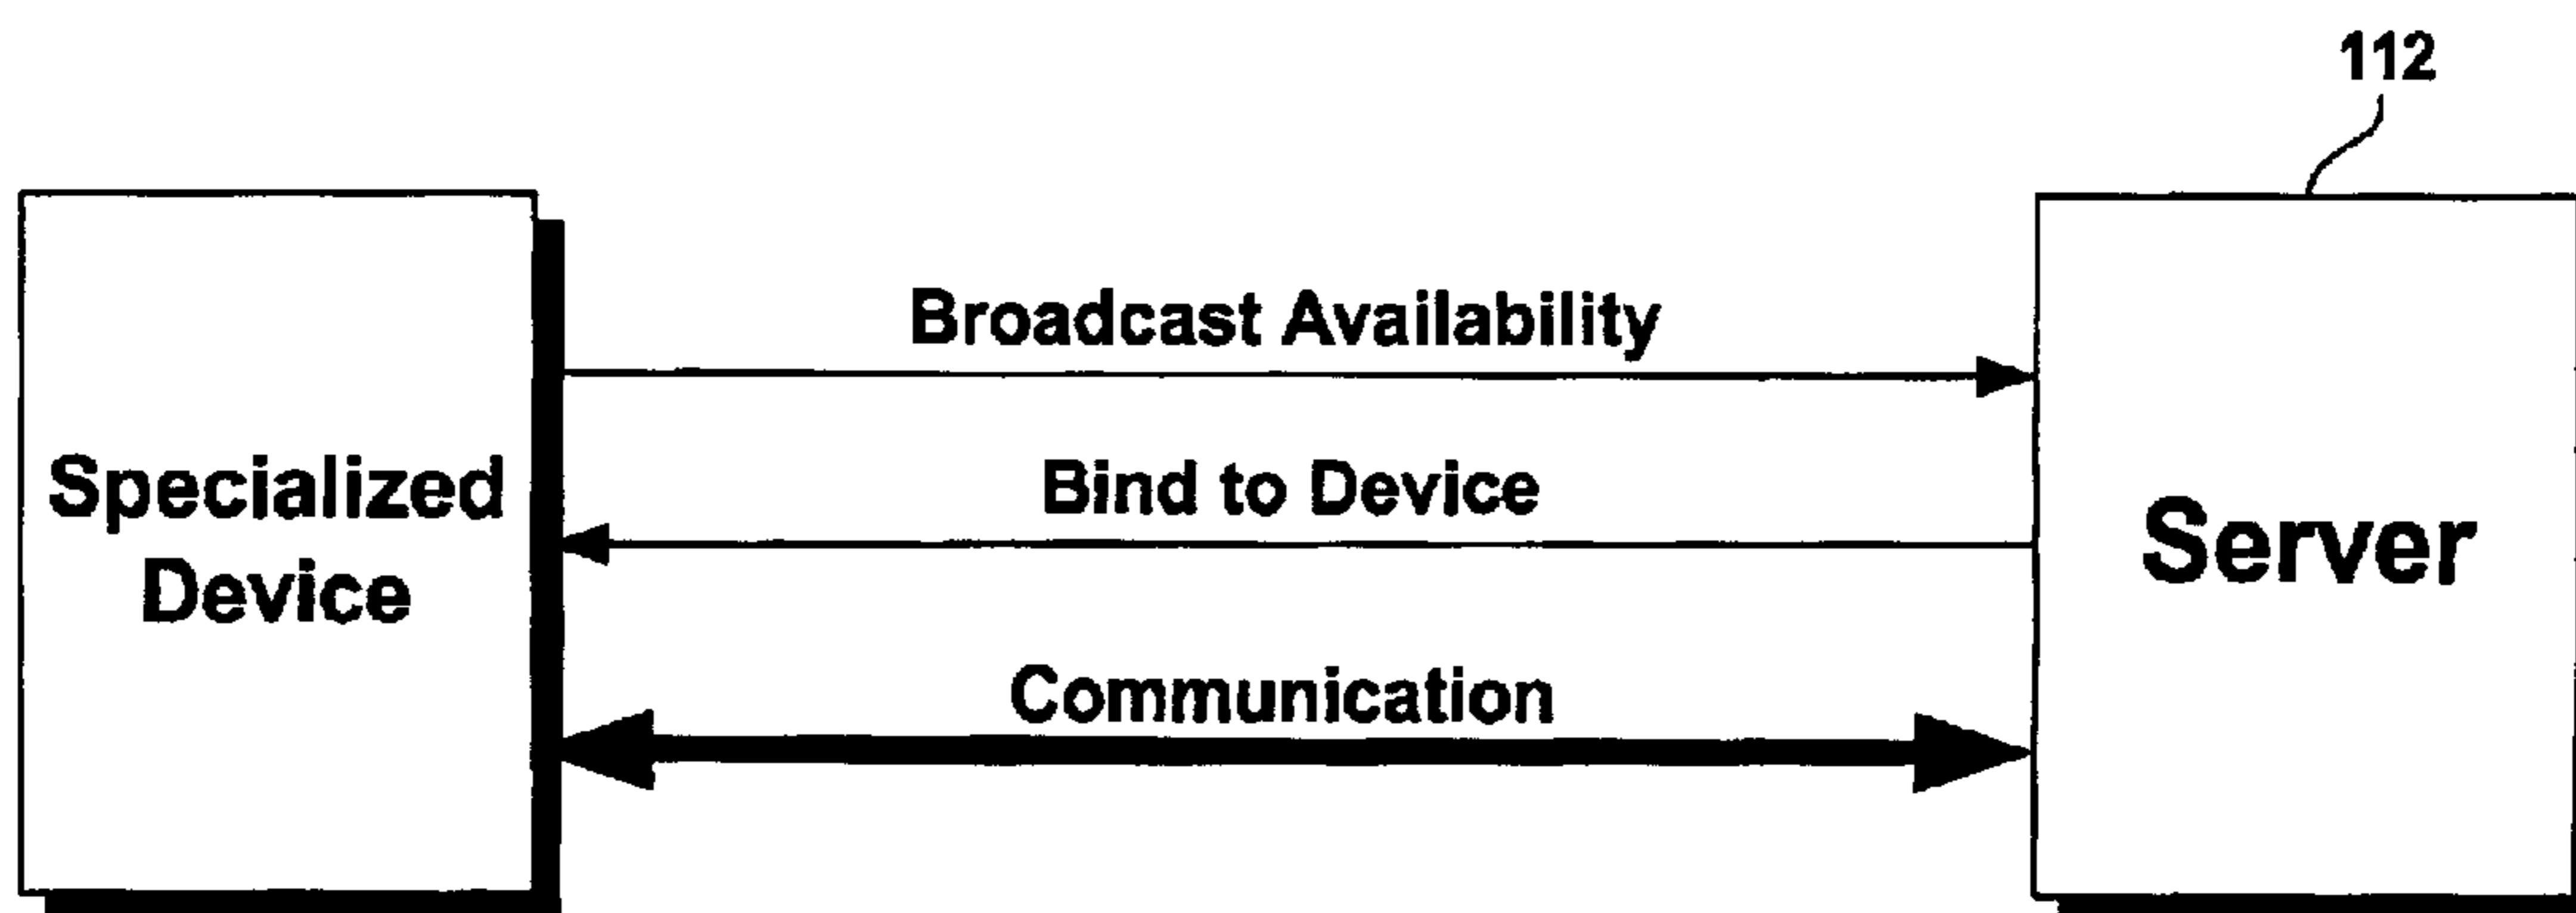 112
Broadcast Availability
Specialized
Device
Bind to Device
Server
Communication